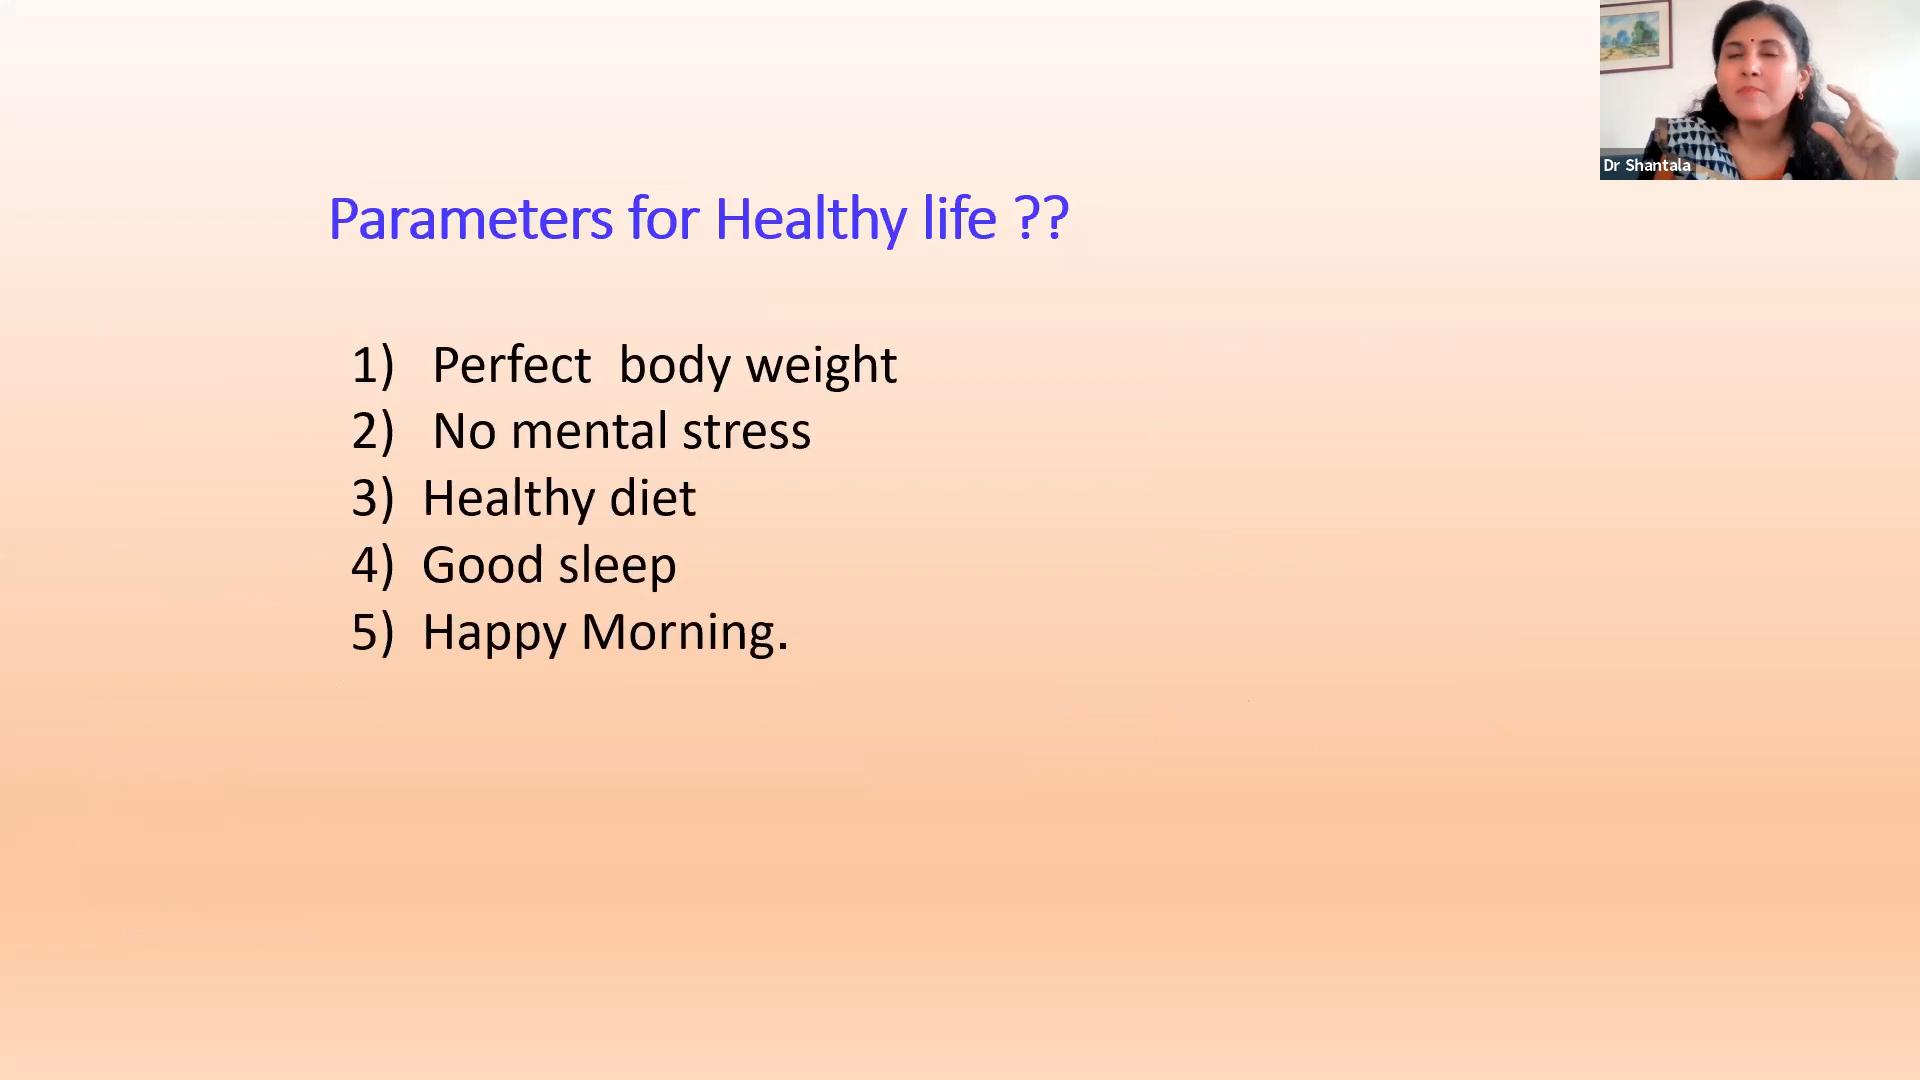 Dr Shantala
Parameters for Healthy life ??
1) Perfect body weight
2) No mental stress
3) Healthy diet
4) Good sleep
5) Happy Morning.